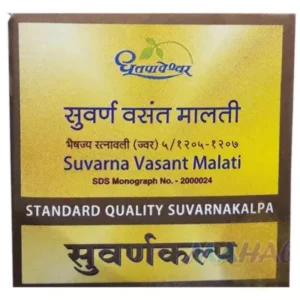 धूतपापेश्वर
सुवर्ण वसंत मालती
भैषज्य रत्नावली (ज्वर) ५/१२०५-१२०७
Suvarna Vasant Malati
SDS Monograph No. - 2000024
STANDARD QUALITY SUVARNAKALPA
सुवर्णकल्प